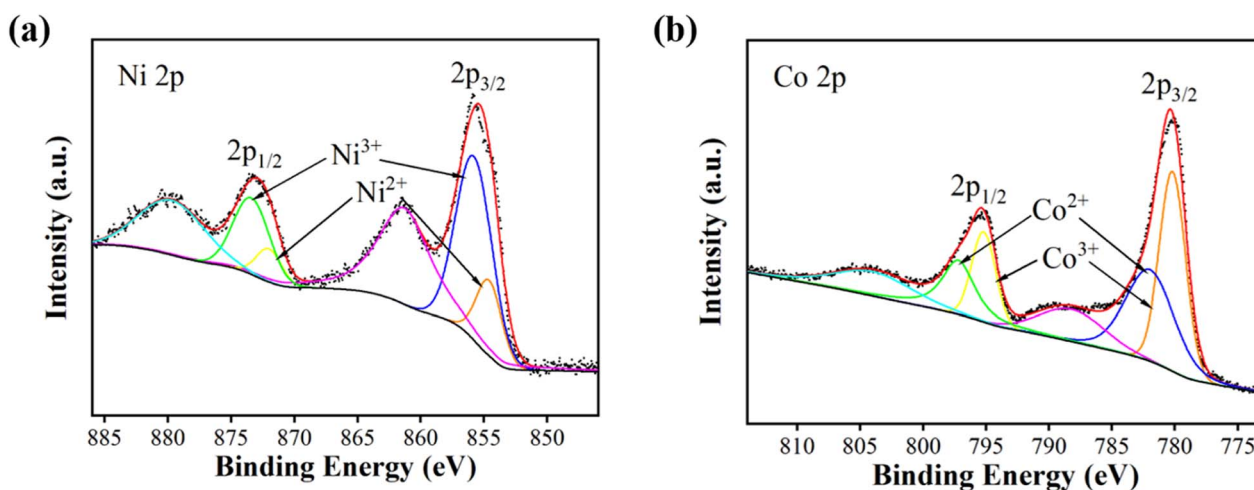 (a)
Ni 2p
2p3/2
2p1/2
Ni3+
Ni2+
Intensity (a.u.)
885 880 875 870 865 860 855 850
Binding Energy (eV)
(b)
Co 2p
2p3/2
2p1/2
Co2+
Co3+
Intensity (a.u.)
810 805 800 795 790 785 780 775
Binding Energy (eV)